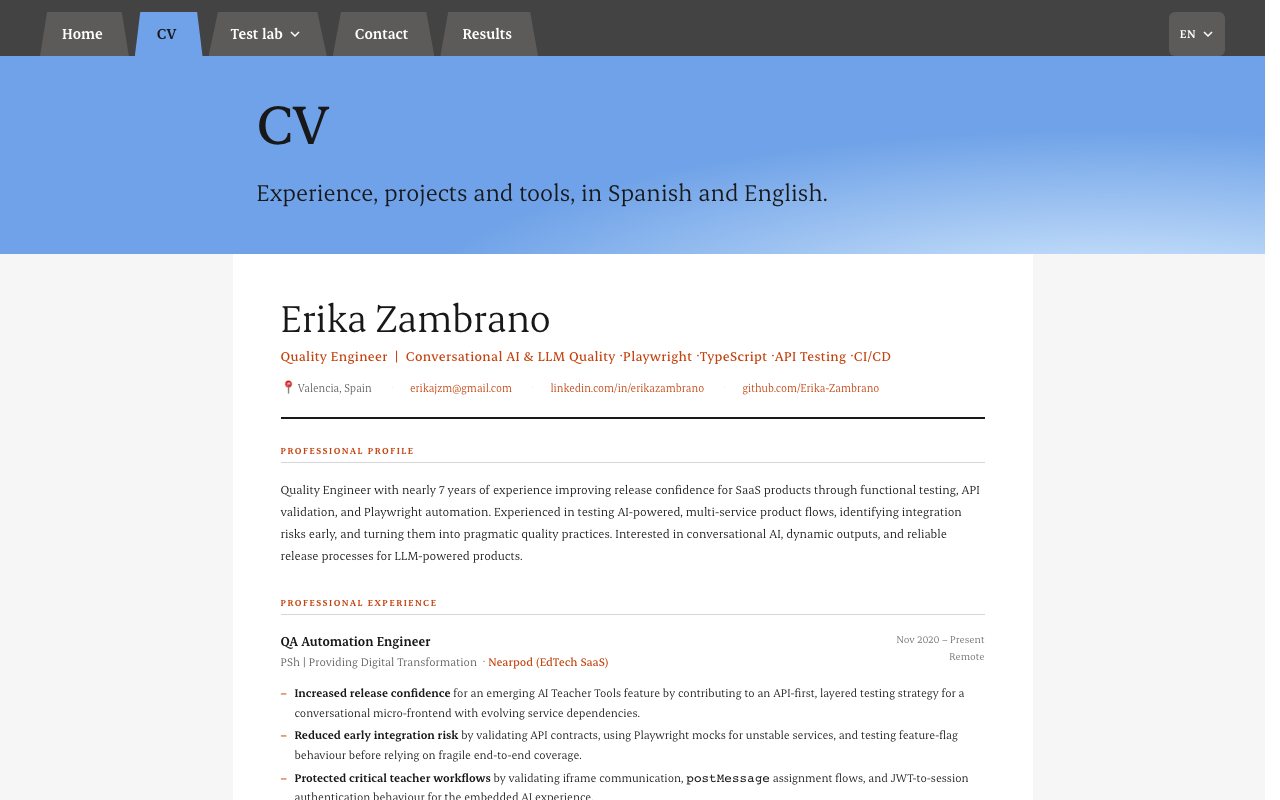 Home CV Test lab Contact Results EN
CV
Experience, projects and tools, in Spanish and English.
Erika Zambrano
Quality Engineer | Conversational AI & LLM Quality ·Playwright ·TypeScript ·API Testing ·CI/CD
Valencia, Spain erikajzm@gmail.com linkedin.com/in/erikazambrano github.com/Erika-Zambrano
PROFESSIONAL PROFILE
Quality Engineer with nearly 7 years of experience improving release confidence for SaaS products through functional testing, API
validation, and Playwright automation. Experienced in testing AI-powered, multi-service product flows, identifying integration
risks early, and turning them into pragmatic quality practices. Interested in conversational AI, dynamic outputs, and reliable
release processes for LLM-powered products.
PROFESSIONAL EXPERIENCE
QA Automation Engineer Nov 2020 – Present
PSh | Providing Digital Transformation · Nearpod (EdTech SaaS) Remote
– Increased release confidence for an emerging AI Teacher Tools feature by contributing to an API-first, layered testing strategy for a
conversational micro-frontend with evolving service dependencies.
– Reduced early integration risk by validating API contracts, using Playwright mocks for unstable services, and testing feature-flag
behaviour before relying on fragile end-to-end coverage.
– Protected critical teacher workflows by validating iframe communication, postMessage assignment flows, and JWT-to-session
authentication behaviour for the embedded AI experience.